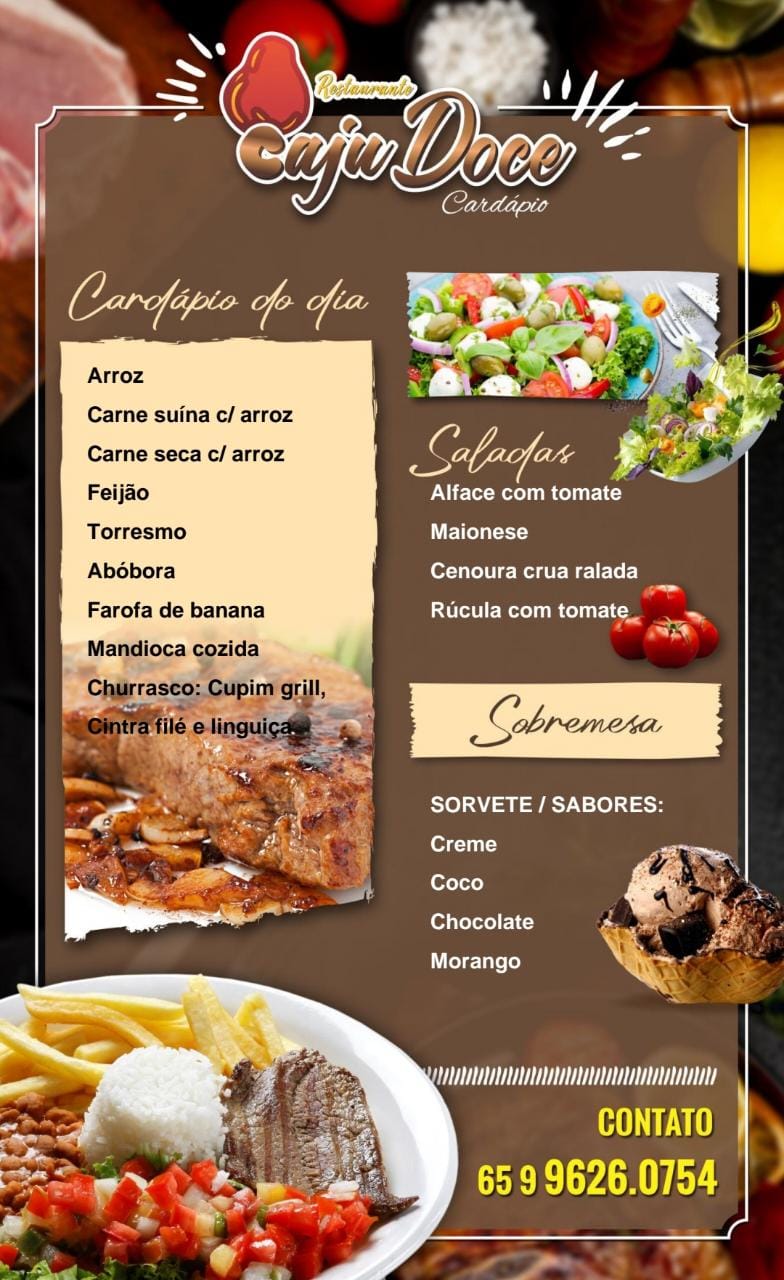 Restaurante
Caju Doce
Cardápio
Cardápio do dia
Arroz
Carne suína c/ arroz
Carne seca c/ arroz
Feijão
Torresmo
Abóbora
Farofa de banana
Mandioca cozida
Churrasco: Cupim grill,
Cintra filé e linguiça
Saladas
Alface com tomate
Maionese
Cenoura crua ralada
Rúcula com tomate
Sobremesa
SORVETE / SABORES:
Creme
Coco
Chocolate
Morango
CONTATO
65 9 9626.0754